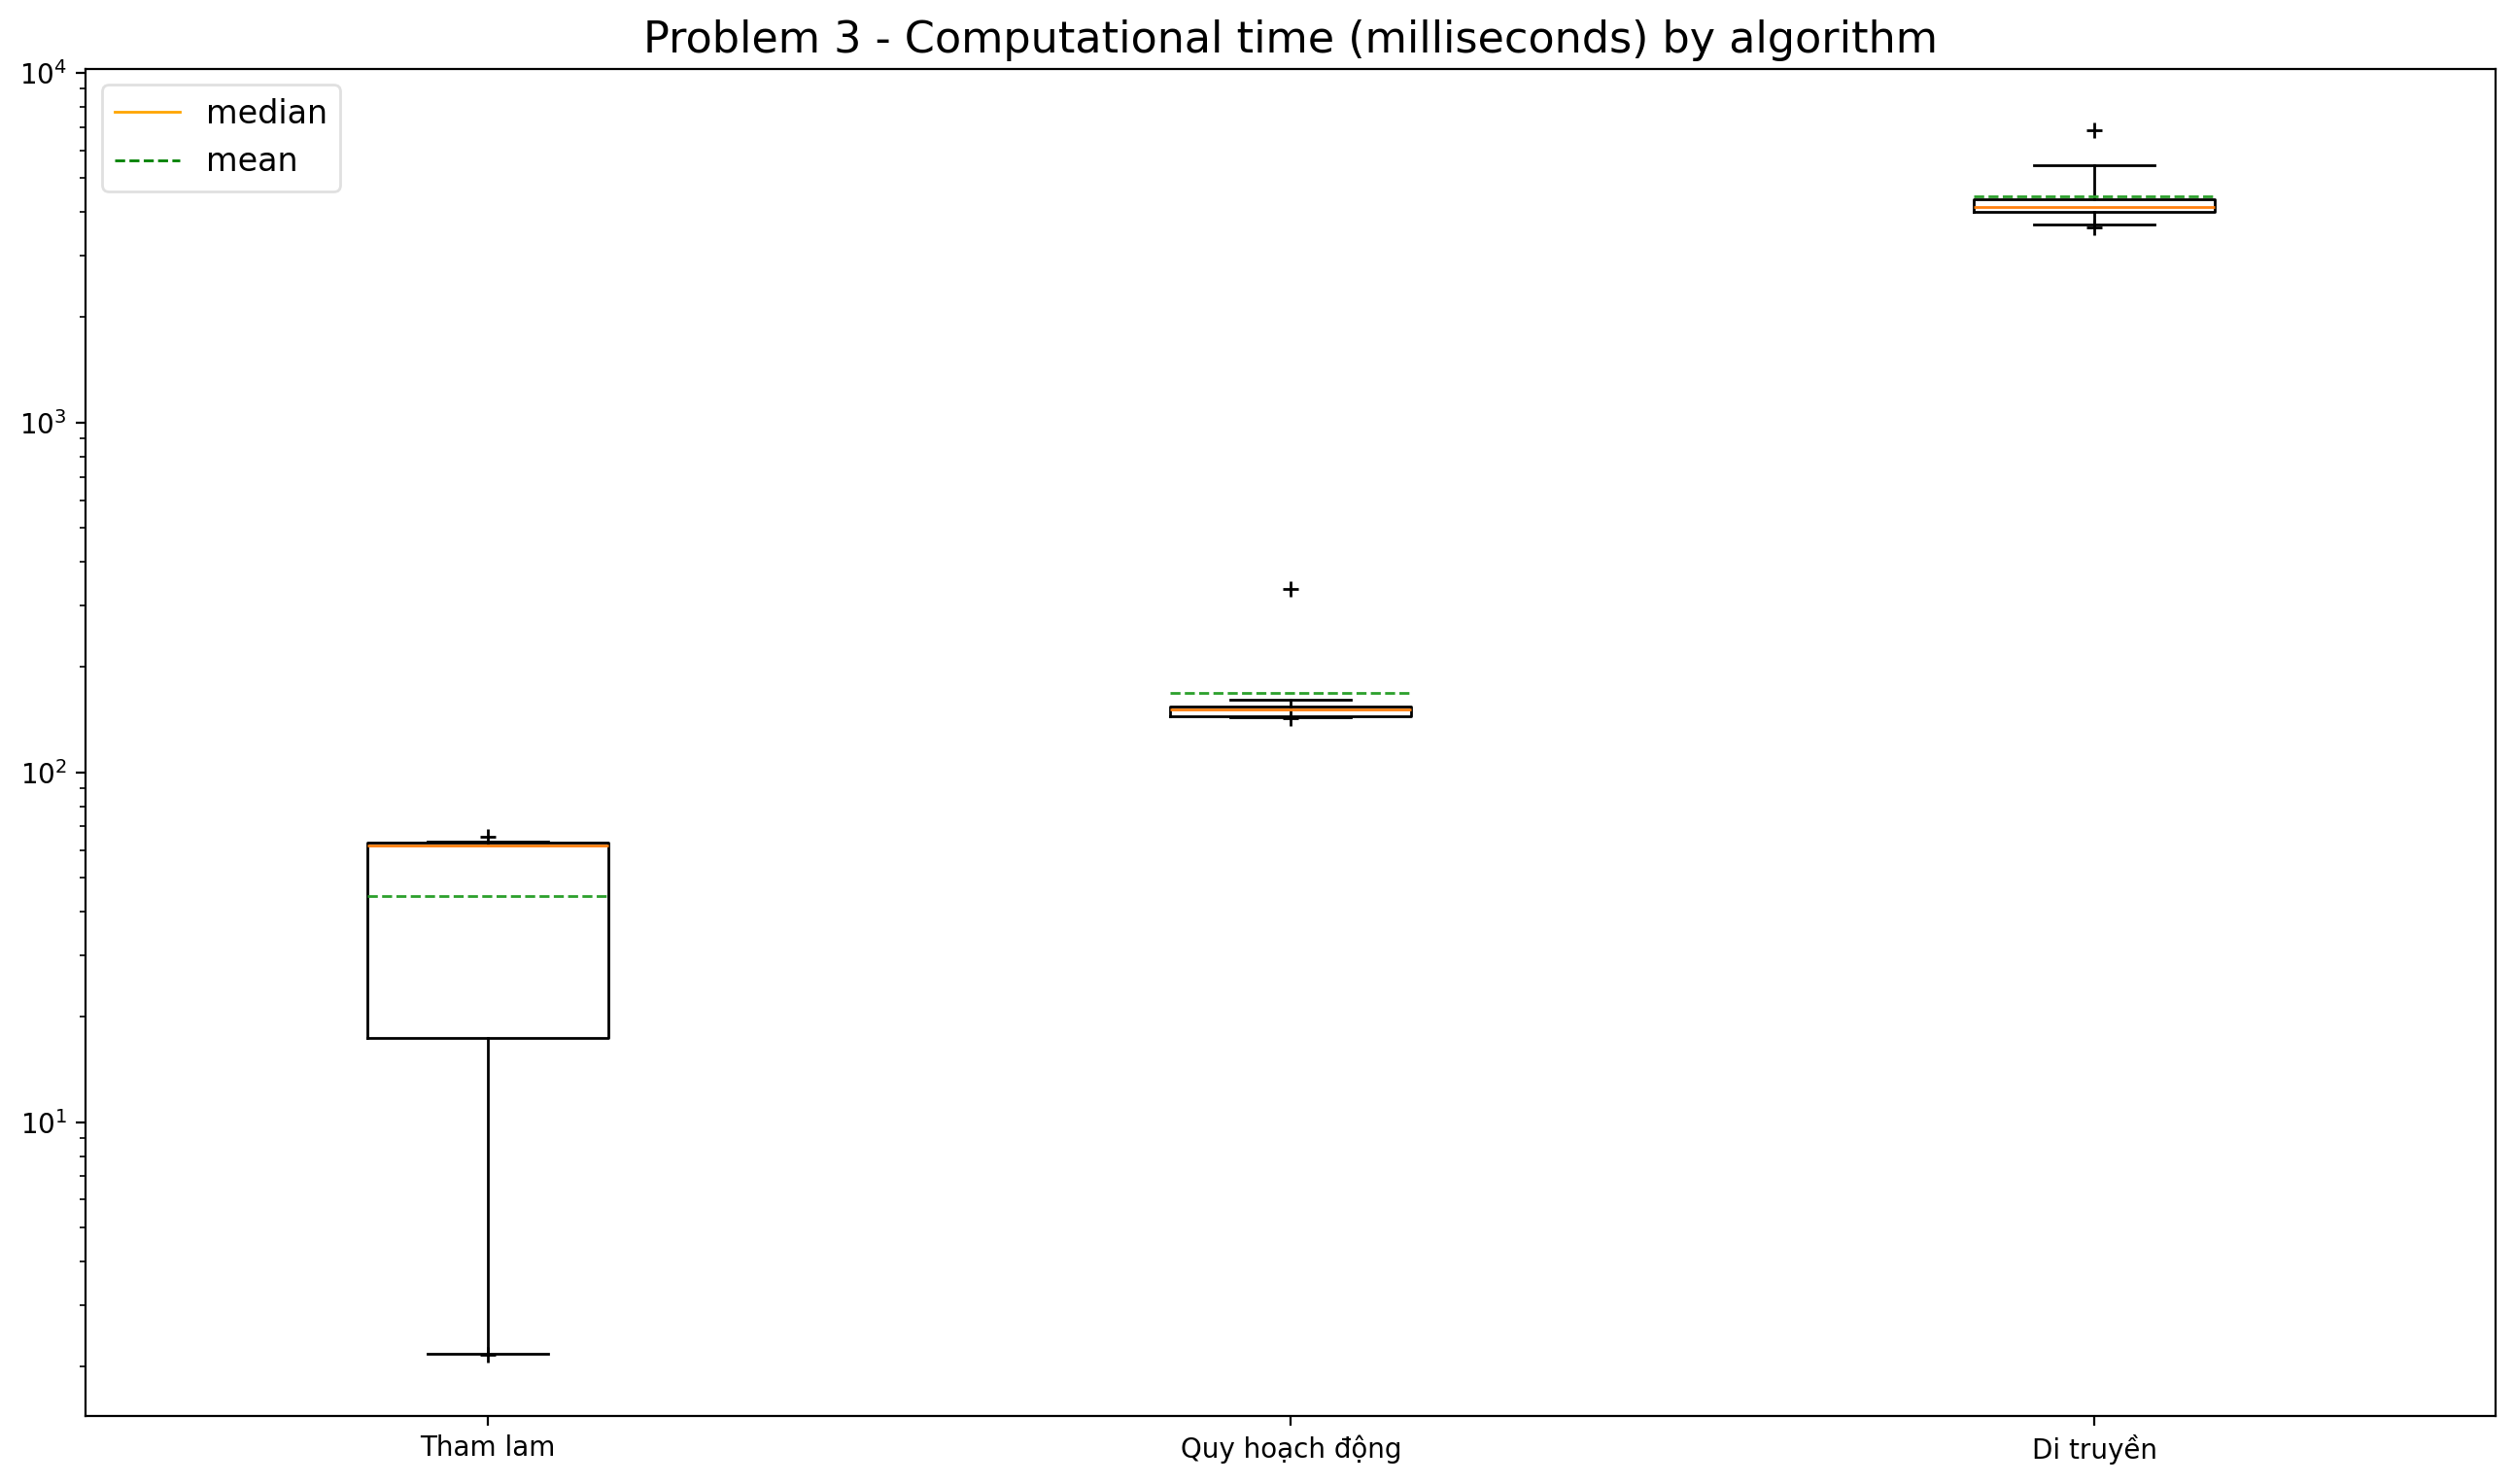 Problem 3 - Computational time (milliseconds) by algorithm
median
mean
10⁴
10³
10²
10¹
Tham lam
Quy hoạch động
Di truyền